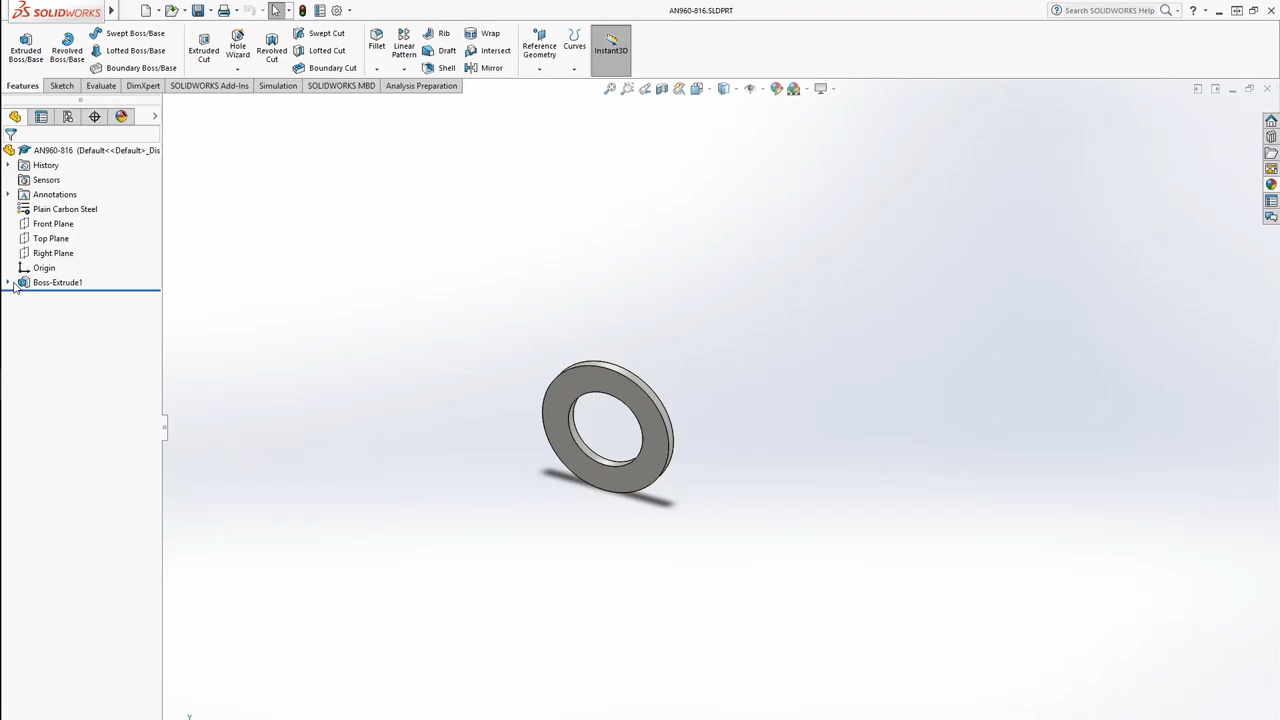 SOLIDWORKS
AN960-816.SLDPRT
Search SOLIDWORKS Help
Extruded Boss/Base
Revolved Boss/Base
Swept Boss/Base
Lofted Boss/Base
Boundary Boss/Base
Extruded Cut
Hole Wizard
Revolved Cut
Swept Cut
Lofted Cut
Boundary Cut
Fillet
Linear Pattern
Rib
Draft
Shell
Wrap
Intersect
Mirror
Reference Geometry
Curves
Instant3D
Features
Sketch
Evaluate
DimXpert
SOLIDWORKS Add-Ins
Simulation
SOLIDWORKS MBD
Analysis Preparation
AN960-816 (Default<<Default>_Dis
History
Sensors
Annotations
Plain Carbon Steel
Front Plane
Top Plane
Right Plane
Origin
Boss-Extrude1
Y